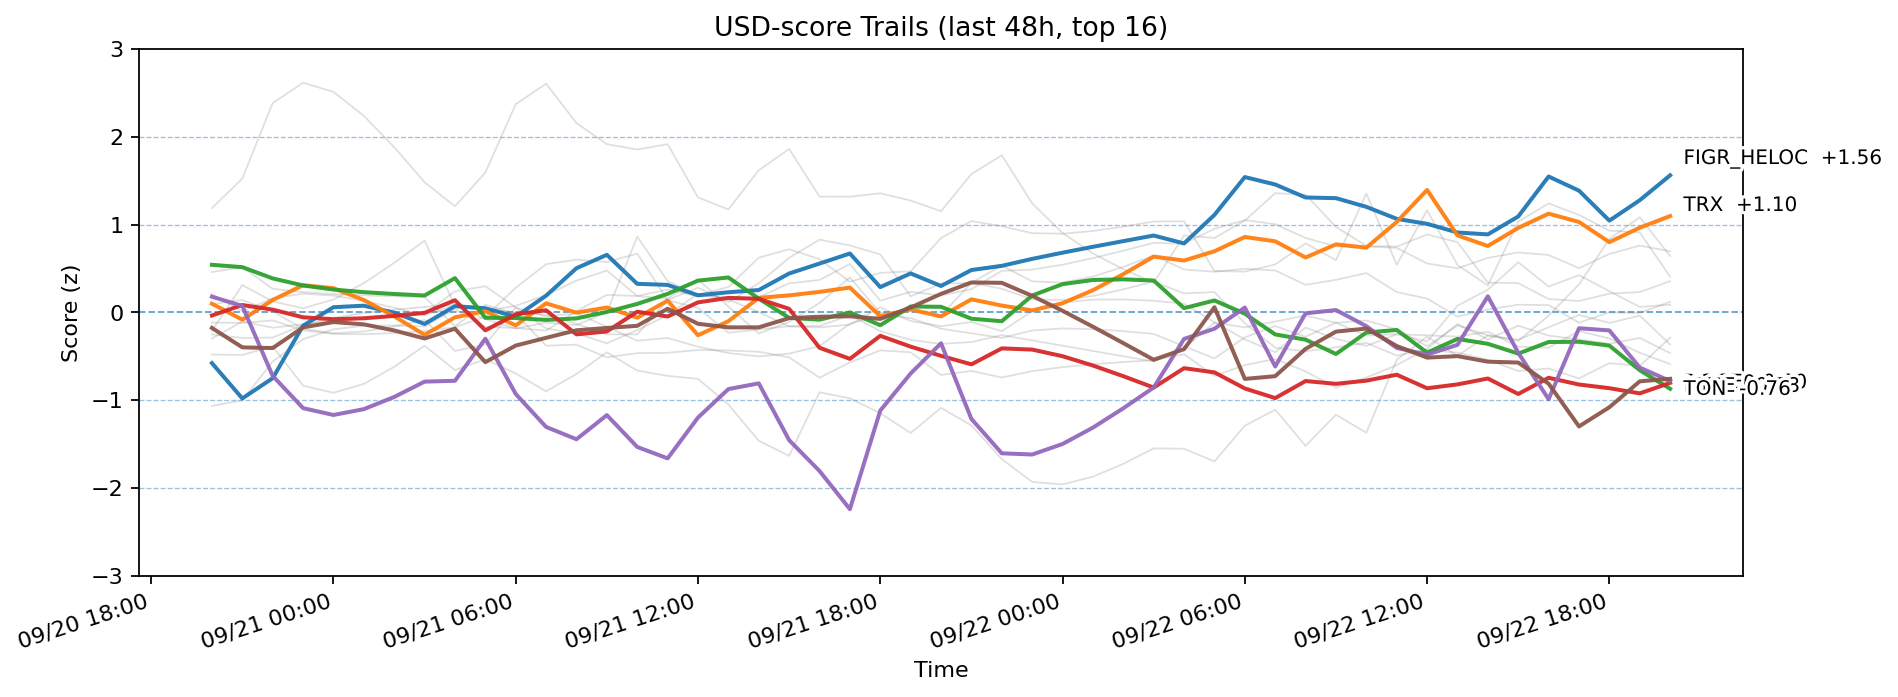 USD-score Trails (last 48h, top 16)
Score (z)
3
2
1
0
−1
−2
−3
FIGR_HELOC +1.56
TRX +1.10
TON -0.76
09/20 18:00
09/21 00:00
09/21 06:00
09/21 12:00
09/21 18:00
09/22 00:00
09/22 06:00
09/22 12:00
09/22 18:00
Time